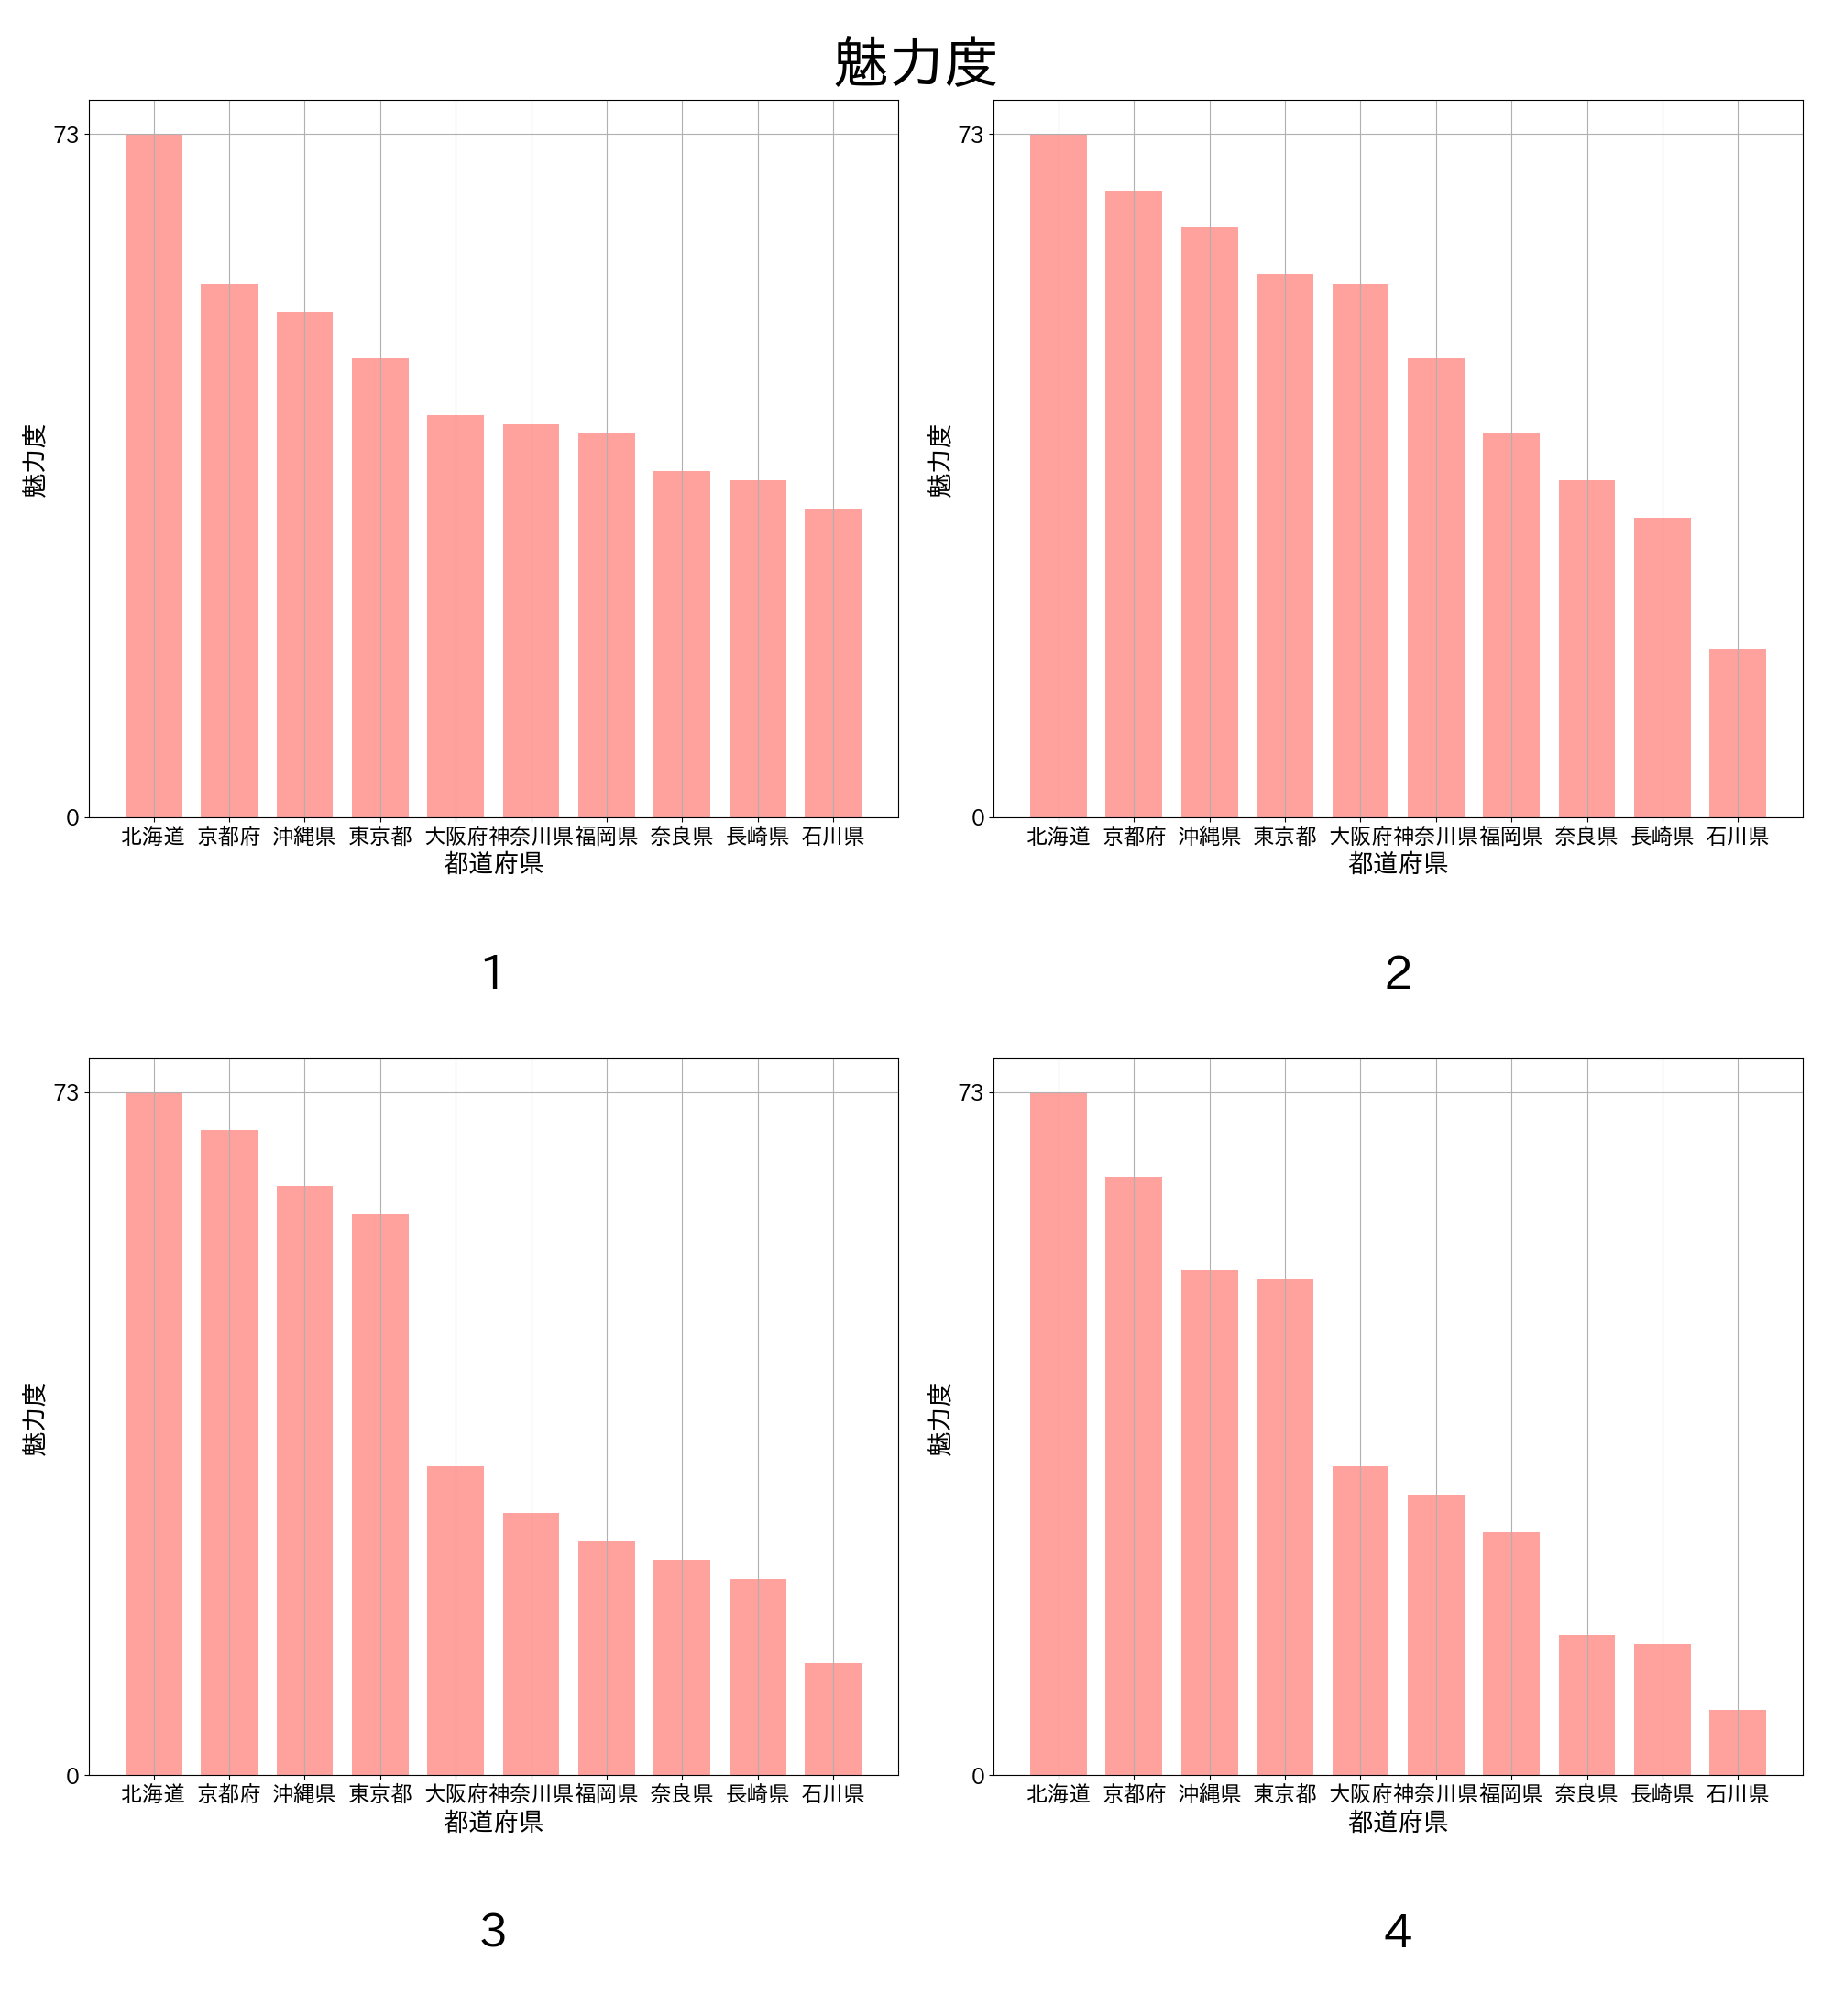 魅力度
73
0
魅力度
北海道 京都府 沖縄県 東京都 大阪府 神奈川県 福岡県 奈良県 長崎県 石川県
都道府県
1
73
0
魅力度
北海道 京都府 沖縄県 東京都 大阪府 神奈川県 福岡県 奈良県 長崎県 石川県
都道府県
2
73
0
魅力度
北海道 京都府 沖縄県 東京都 大阪府 神奈川県 福岡県 奈良県 長崎県 石川県
都道府県
3
73
0
魅力度
北海道 京都府 沖縄県 東京都 大阪府 神奈川県 福岡県 奈良県 長崎県 石川県
都道府県
4